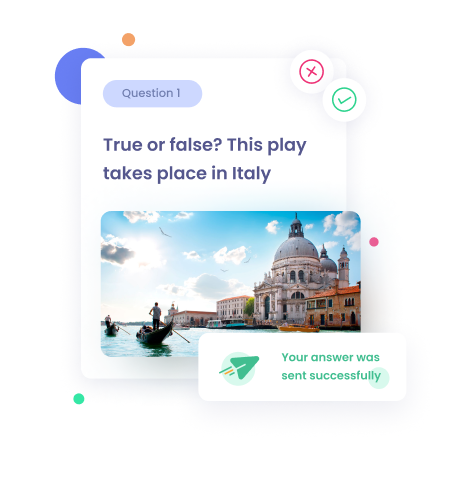 Question 1
True or false? This play
takes place in Italy
Your answer was
sent successfully